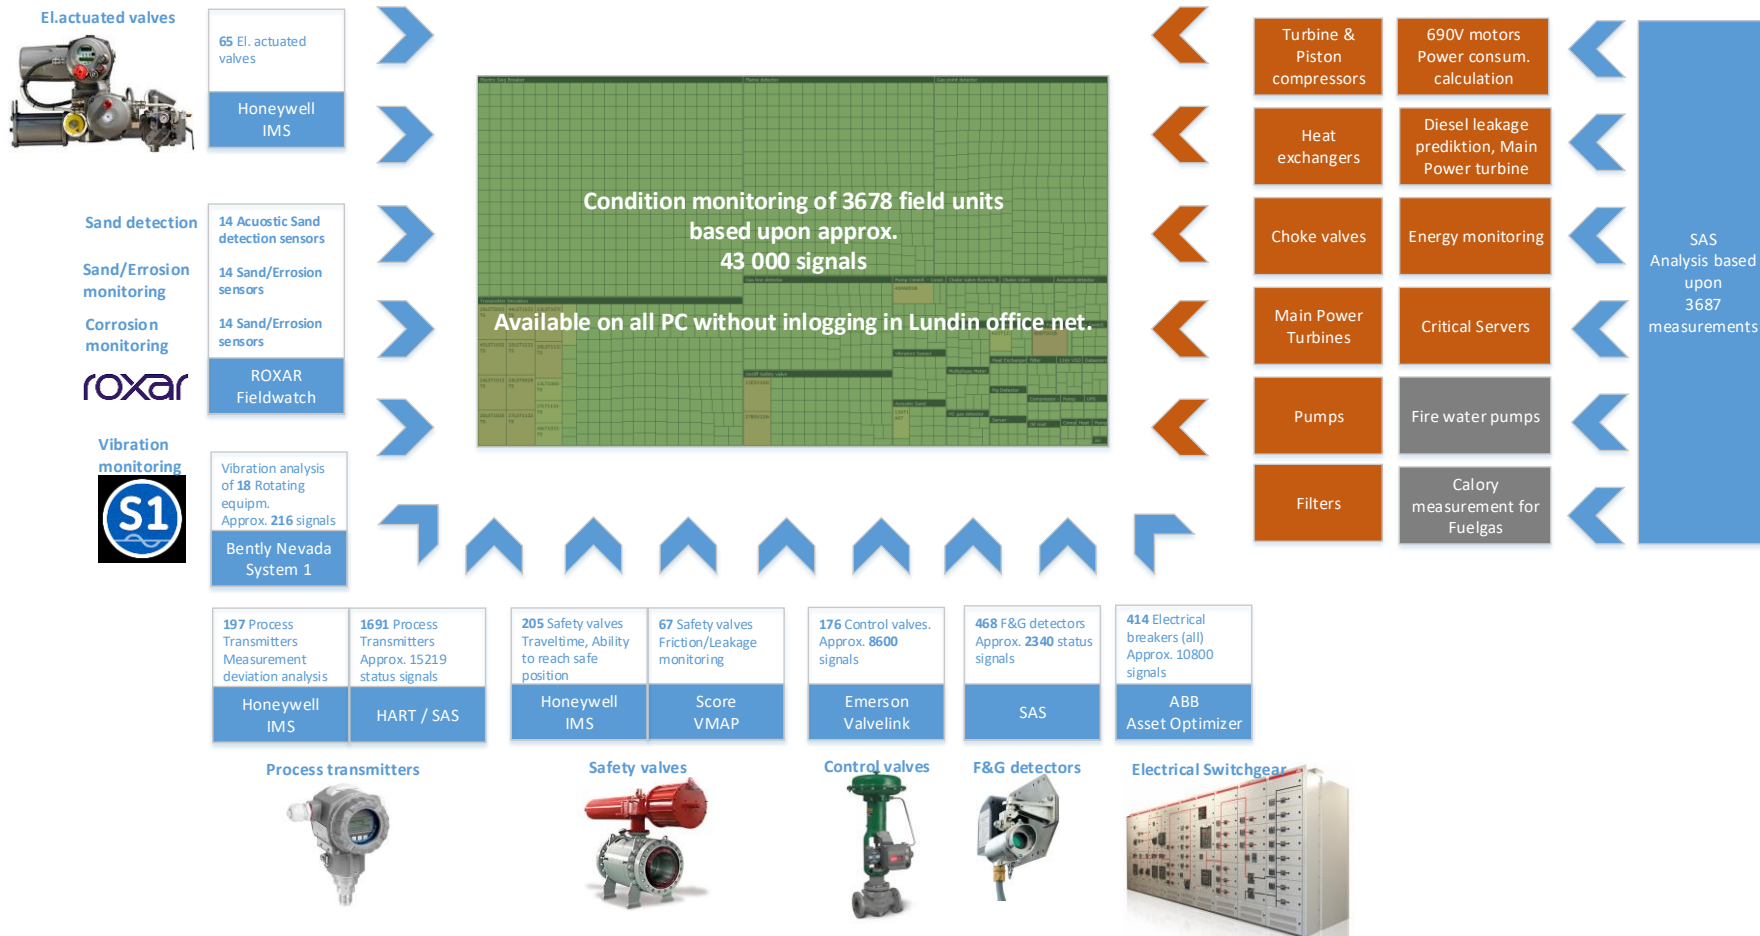 El.actuated valves
65 El. actuated
valves
Honeywell
IMS
Sand detection
14 Acuostic Sand
detection sensors
Sand/Errosion
monitoring
14 Sand/Errosion
sensors
Corrosion
monitoring
14 Sand/Errosion
sensors
roxar
ROXAR
Fieldwatch
Vibration
monitoring
S1
Vibration analysis
of 18 Rotating
equipm.
Approx. 216 signals
Bently Nevada
System 1
Flame detector
Gas point detector
Condition monitoring of 3678 field units
based upon approx.
43 000 signals
Available on all PC without inlogging in Lundin office net.
Turbine &
Piston
compressors
690V motors
Power consum.
calculation
Heat
exchangers
Diesel leakage
prediktion, Main
Power turbine
Choke valves
Energy monitoring
Main Power
Turbines
Critical Servers
Pumps
Fire water pumps
Filters
Calory
measurement for
Fuelgas
SAS
Analysis based
upon
3687
measurements
197 Process
Transmitters
Measurement
deviation analysis
Honeywell
IMS
1691 Process
Transmitters
Approx. 15219
status signals
HART / SAS
205 Safety valves
Traveltime, Ability
to reach safe
position
Honeywell
IMS
67 Safety valves
Friction/Leakage
monitoring
Score
VMAP
176 Control valves.
Approx. 8600
signals
Emerson
Valvelink
468 F&G detectors
Approx. 2340 status
signals
SAS
414 Electrical
breakers (all)
Approx. 10800
signals
ABB
Asset Optimizer
Process transmitters
Safety valves
Control valves
F&G detectors
Electrical Switchgear